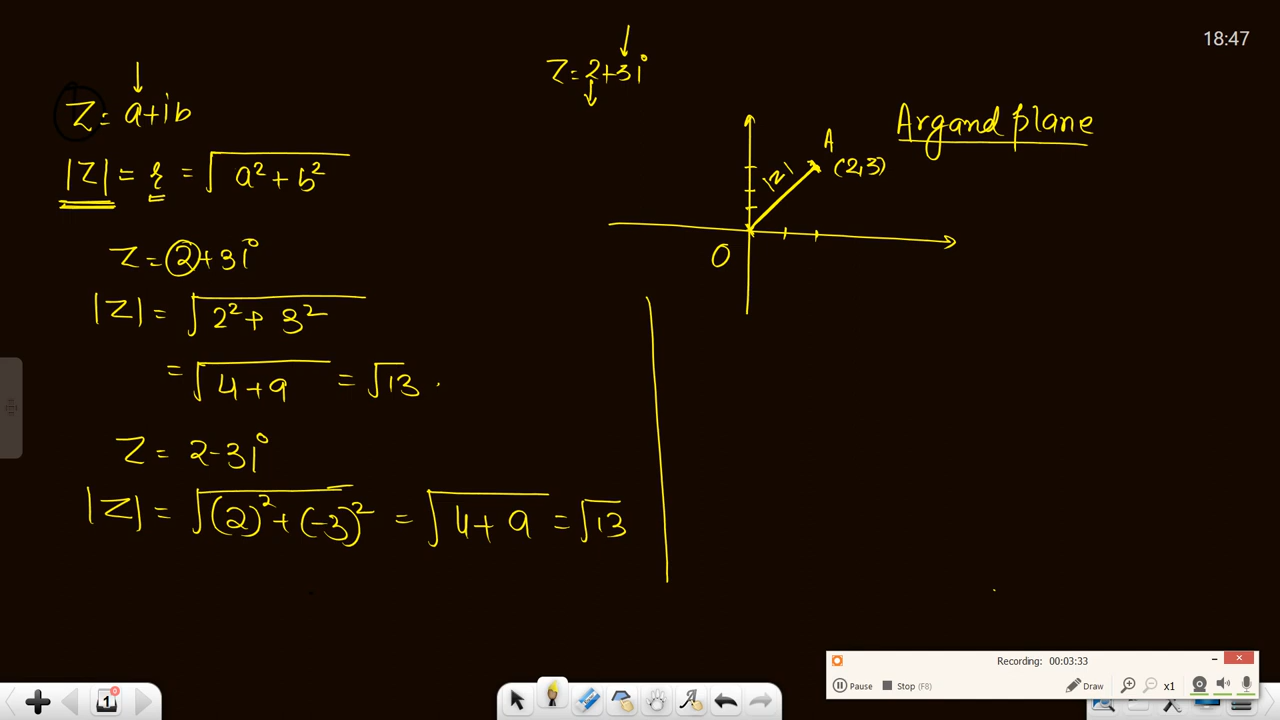 18:47
Z = a+ib
|Z| = r = √a²+b²
Z = 2+3i
|Z| = √2²+3²
= √4+9 = √13
Z = 2-3i
|Z| = √(2)²+(-3)² = √4+9 = √13
Z = 2+3i
Argand plane
A
(2,3)
|Z|
O
Recording: 00:03:33
Pause Stop (F8) Draw x1
1
0